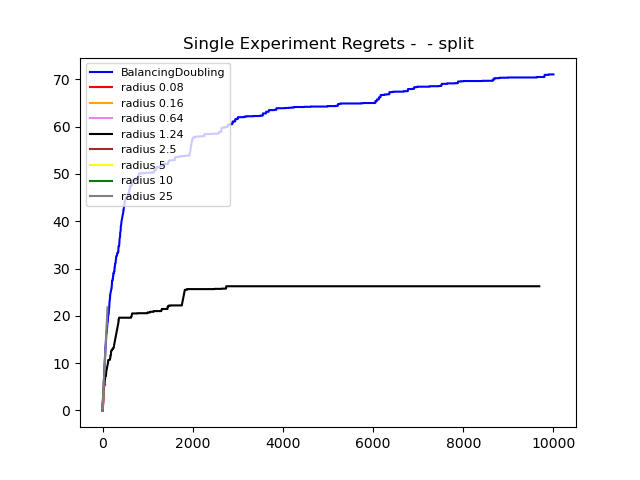 Single Experiment Regrets -  - split
BalancingDoubling
radius 0.08
radius 0.16
radius 0.64
radius 1.24
radius 2.5
radius 5
radius 10
radius 25
70
60
50
40
30
20
10
0
0 2000 4000 6000 8000 10000